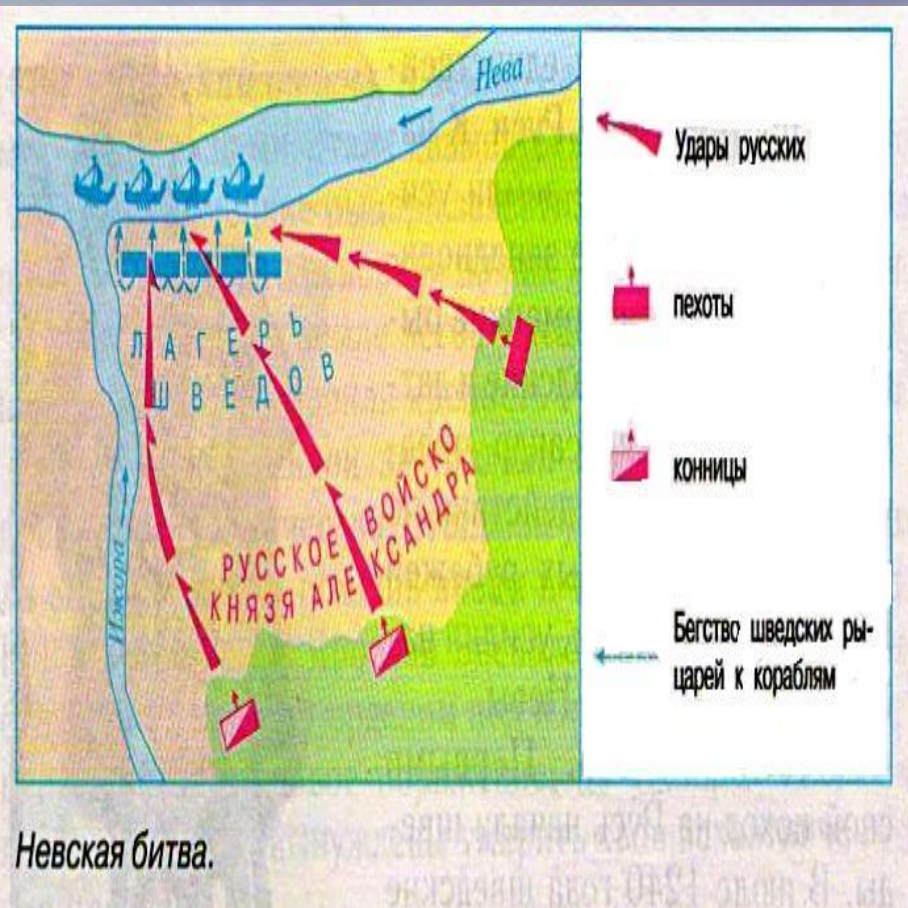 Нева
Удары русских
пехоты
ЛАГЕРЬ
ШВЕДОВ
конницы
РУССКОЕ ВОЙСКО
КНЯЗЯ АЛЕКСАНДРА
Ижора
Бегство шведских ры-
царей к кораблям
Невская битва.